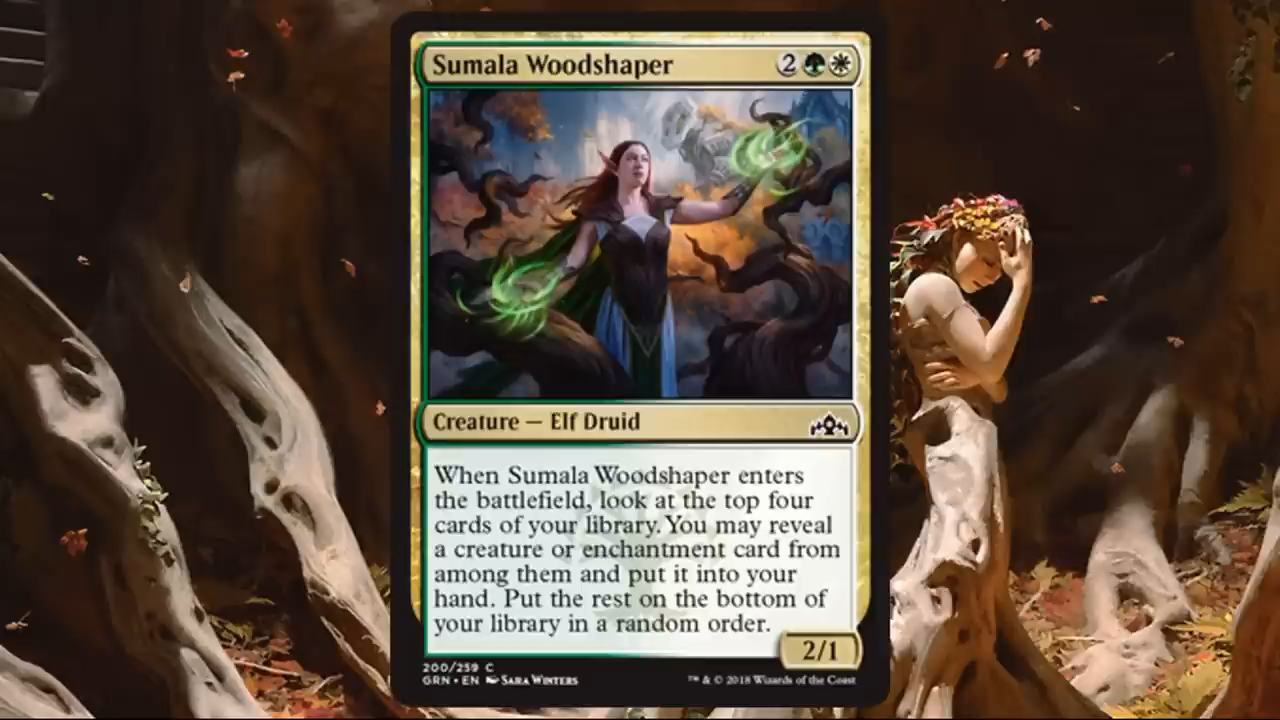 Sumala Woodshaper 2
Creature — Elf Druid
When Sumala Woodshaper enters
the battlefield, look at the top four
cards of your library. You may reveal
a creature or enchantment card from
among them and put it into your
hand. Put the rest on the bottom of
your library in a random order.
2/1
200/259 C
GRN • EN Sara Winters
™ & © 2018 Wizards of the Coast